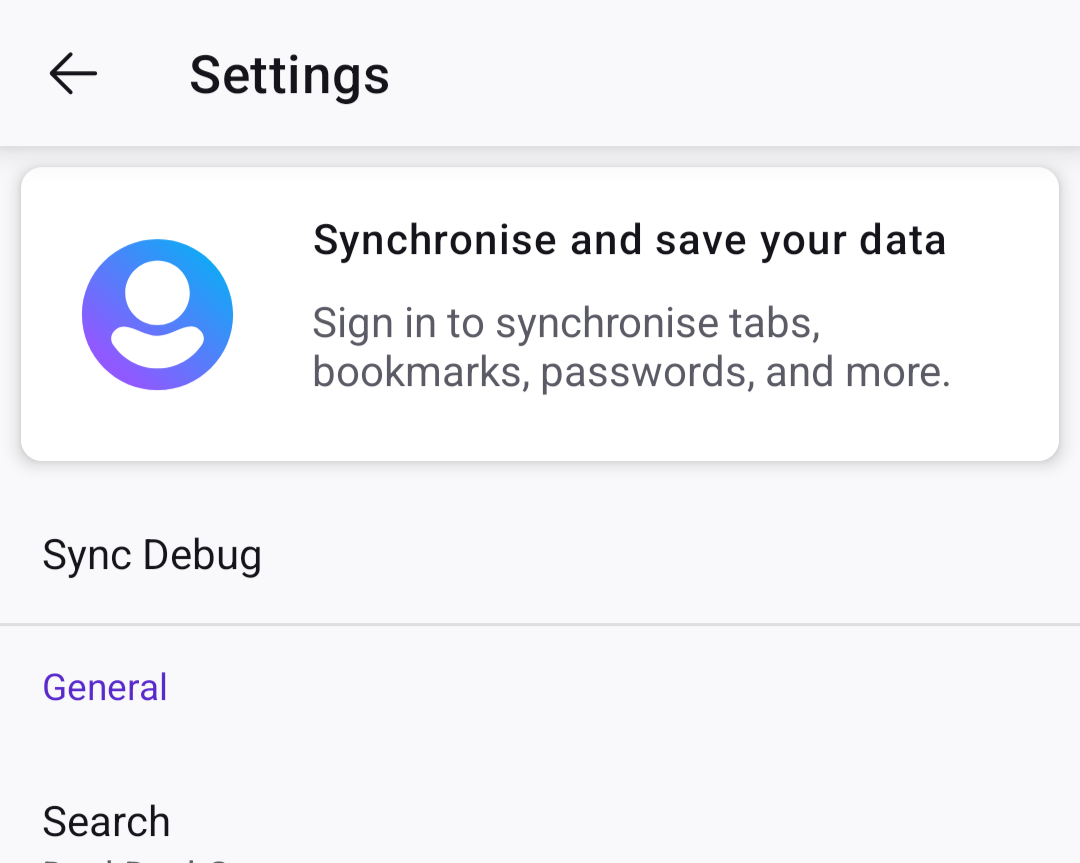 Settings
Synchronise and save your data
Sign in to synchronise tabs,
bookmarks, passwords, and more.
Sync Debug
General
Search